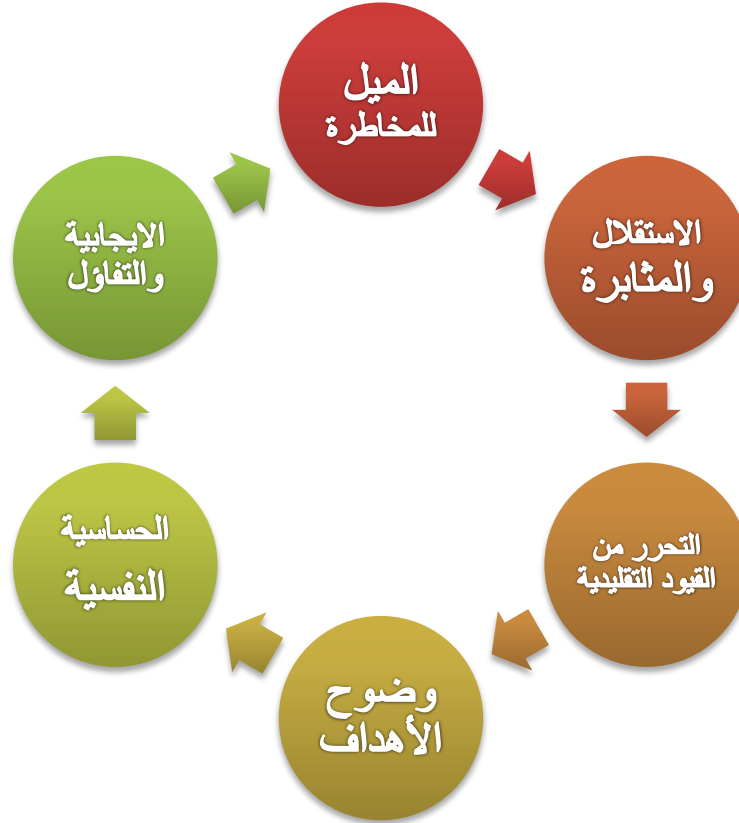 الميل
للمخاطرة
الاستقلال
والمثابرة
التحرر من
القيود التقليدية
وضوح
الأهداف
الحساسية
النفسية
الايجابية
والتفاؤل